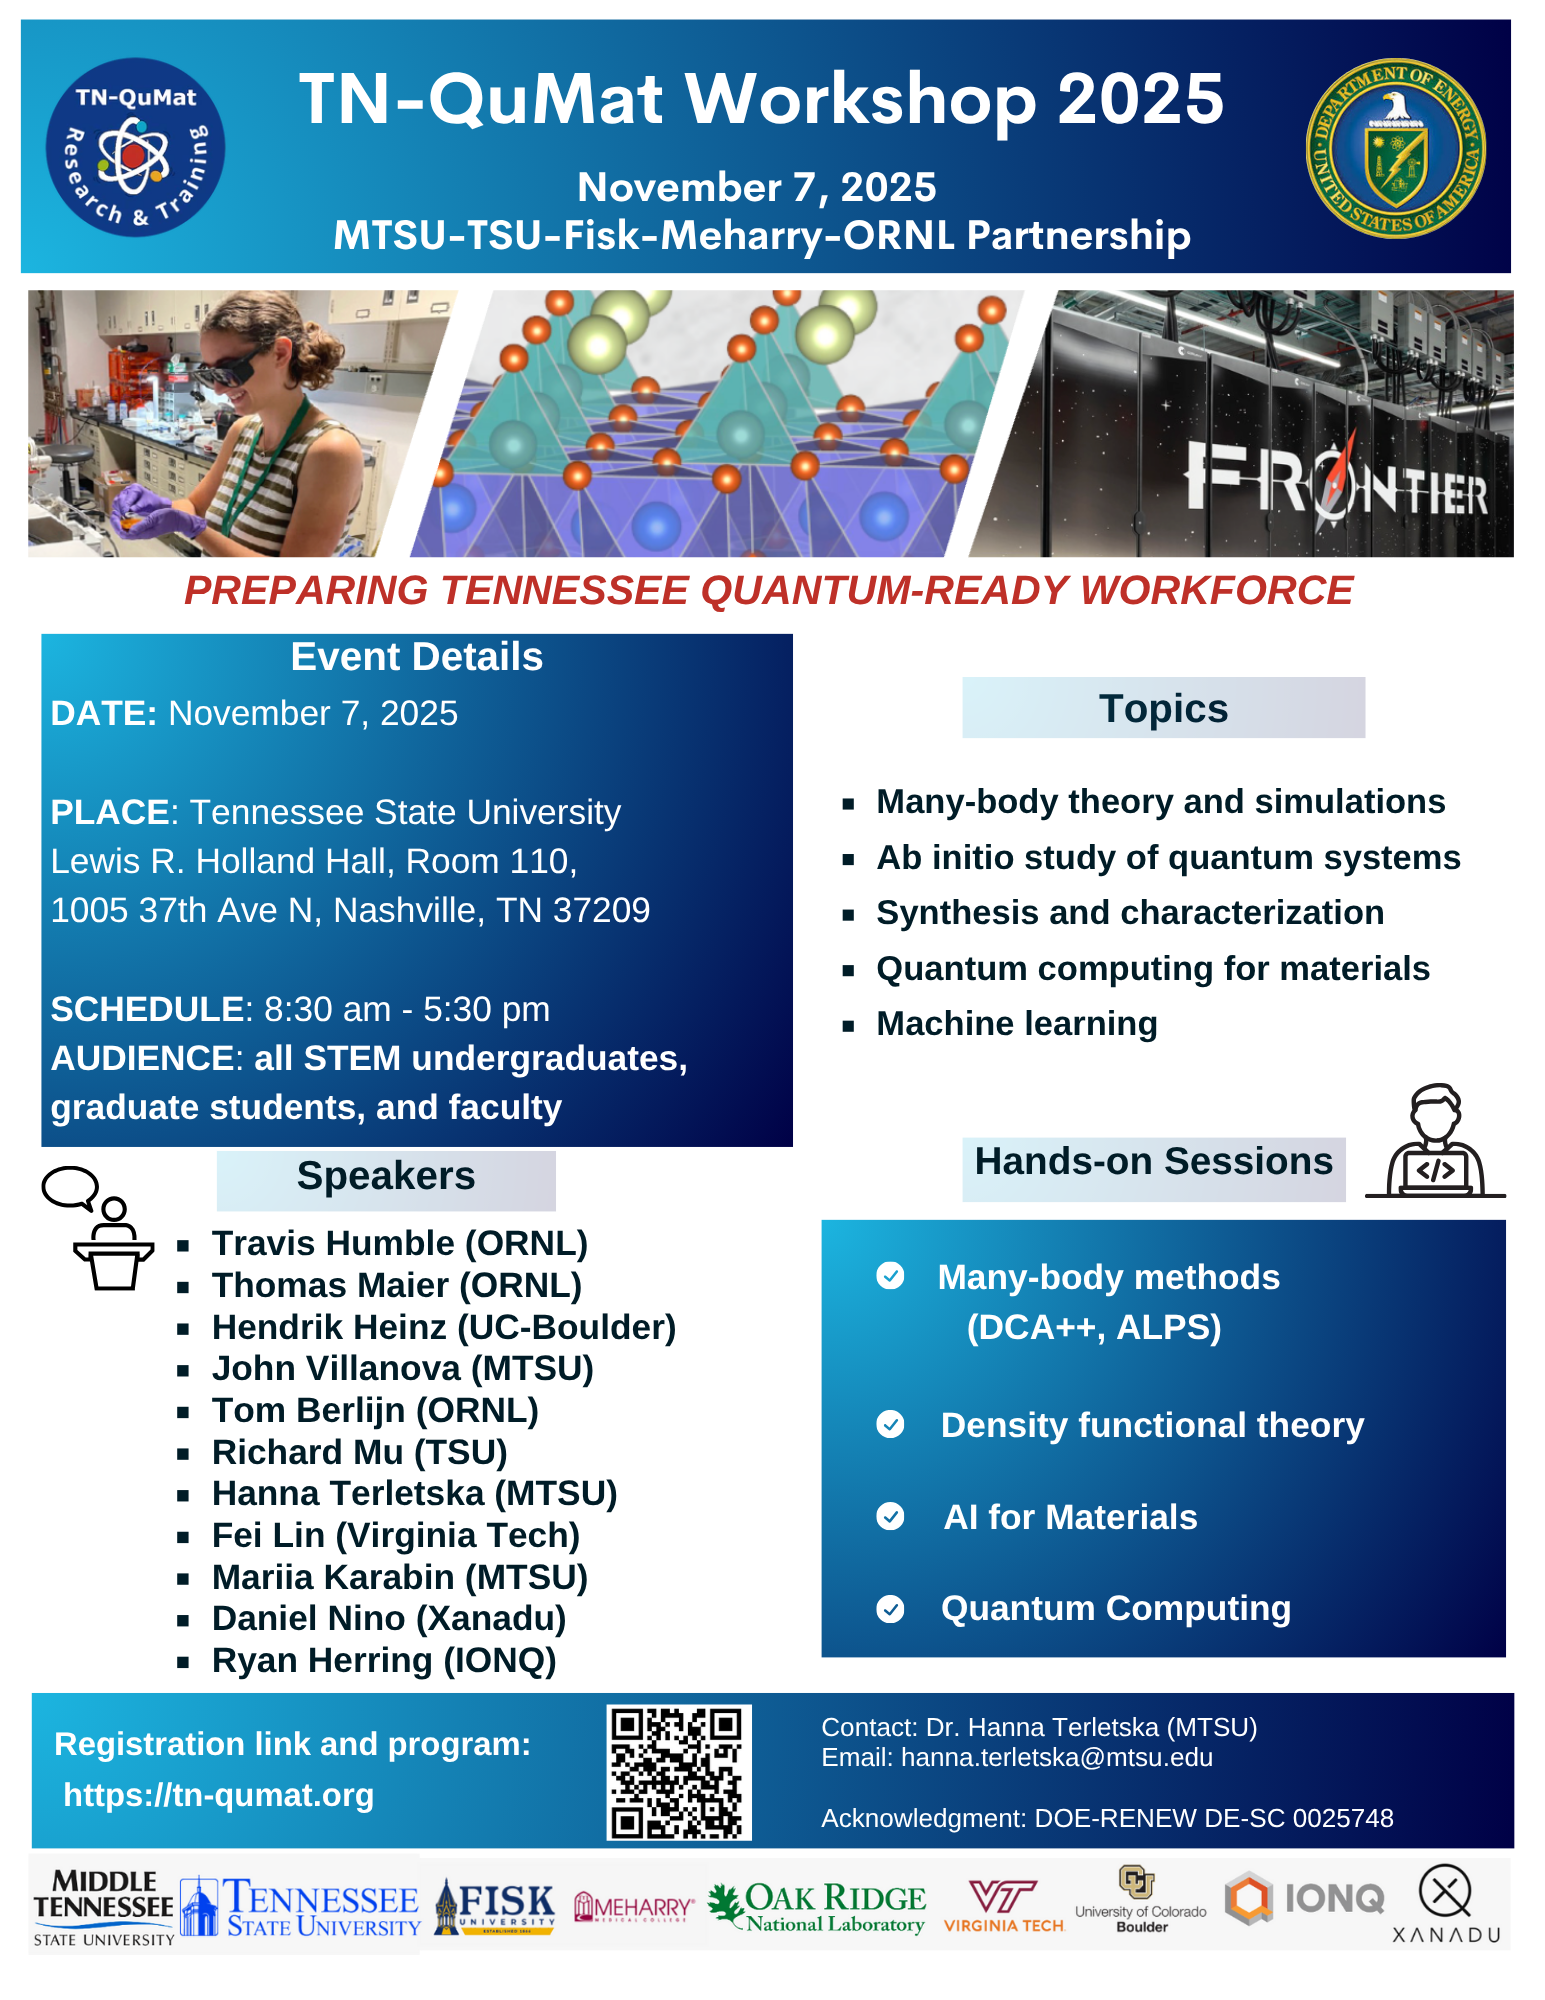 TN-QuMat
Research & Training
TN-QuMat Workshop 2025
November 7, 2025
MTSU-TSU-Fisk-Meharry-ORNL Partnership
DEPARTMENT OF ENERGY
UNITED STATES OF AMERICA
FRONTIER
PREPARING TENNESSEE QUANTUM-READY WORKFORCE
Event Details
DATE: November 7, 2025
PLACE: Tennessee State University
Lewis R. Holland Hall, Room 110,
1005 37th Ave N, Nashville, TN 37209
SCHEDULE: 8:30 am - 5:30 pm
AUDIENCE: all STEM undergraduates,
graduate students, and faculty
Topics
▪ Many-body theory and simulations
▪ Ab initio study of quantum systems
▪ Synthesis and characterization
▪ Quantum computing for materials
▪ Machine learning
Speakers
▪ Travis Humble (ORNL)
▪ Thomas Maier (ORNL)
▪ Hendrik Heinz (UC-Boulder)
▪ John Villanova (MTSU)
▪ Tom Berlijn (ORNL)
▪ Richard Mu (TSU)
▪ Hanna Terletska (MTSU)
▪ Fei Lin (Virginia Tech)
▪ Mariia Karabin (MTSU)
▪ Daniel Nino (Xanadu)
▪ Ryan Herring (IONQ)
Hands-on Sessions
</>
Many-body methods
(DCA++, ALPS)
Density functional theory
AI for Materials
Quantum Computing
Registration link and program:
https://tn-qumat.org
Contact: Dr. Hanna Terletska (MTSU)
Email: hanna.terletska@mtsu.edu
Acknowledgment: DOE-RENEW DE-SC 0025748
MIDDLE
TENNESSEE
STATE UNIVERSITY
TENNESSEE
STATE UNIVERSITY
FISK
UNIVERSITY
ESTABLISHED 1866
MEHARRY
MEDICAL COLLEGE
OAK RIDGE
National Laboratory
VT
VIRGINIA TECH
CU
University of Colorado
Boulder
IONQ
XANADU